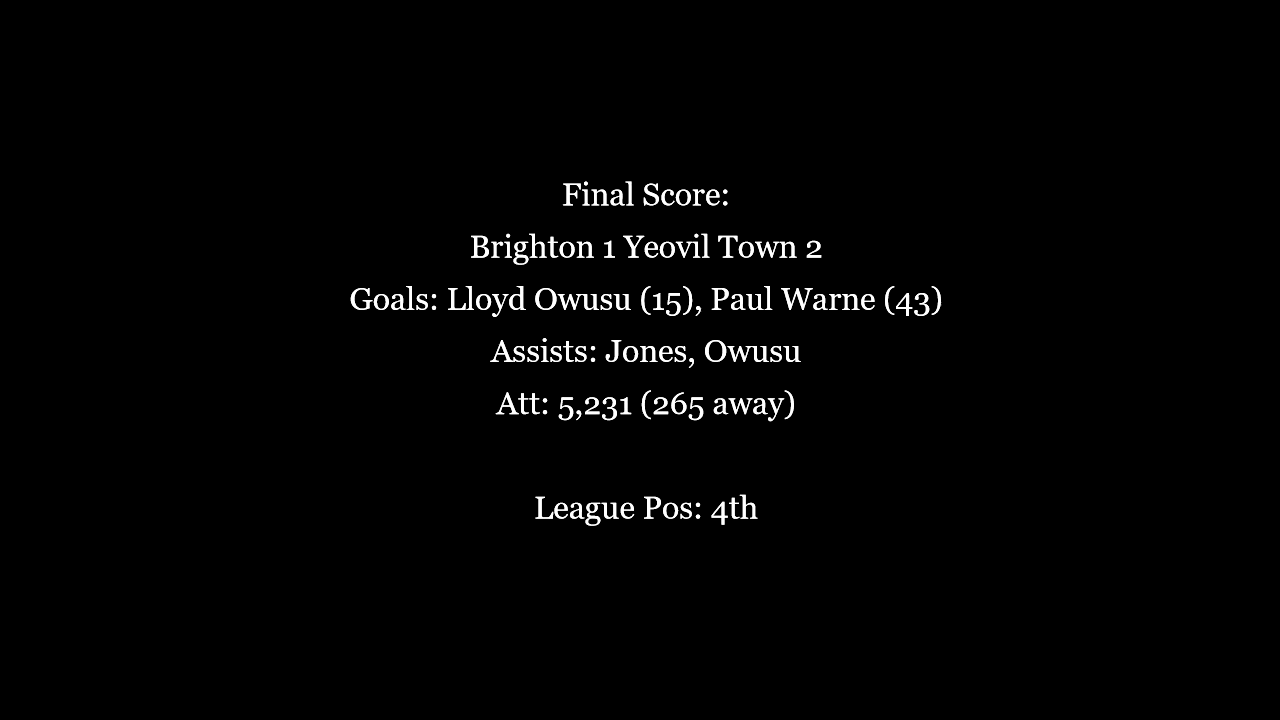 Final Score:
Brighton 1 Yeovil Town 2
Goals: Lloyd Owusu (15), Paul Warne (43)
Assists: Jones, Owusu
Att: 5,231 (265 away)
League Pos: 4th